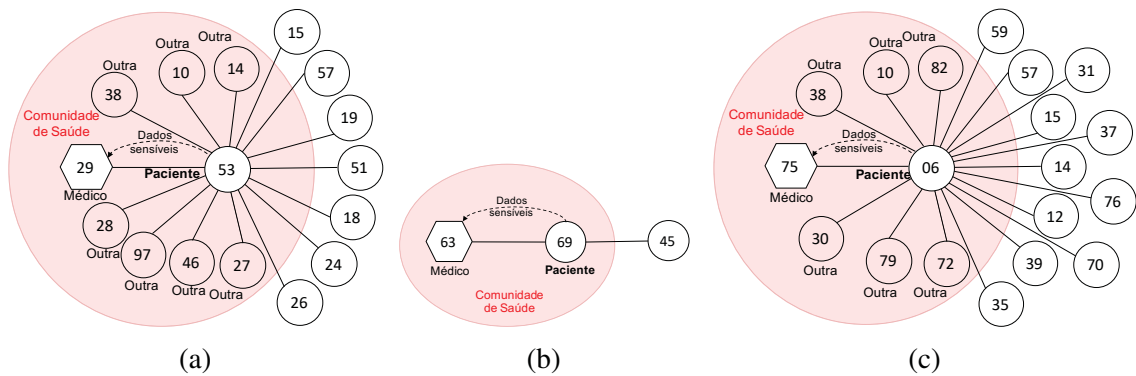 Outra
Outra
Outra
15
10
14
57
38
Comunidade
de Saúde
Dados
sensíveis
19
29
Paciente
53
51
Médico
28
18
Outra
97
46
27
24
Outra
Outra
Outra
26
(a)
Dados
sensíveis
63
69
45
Médico
Paciente
Comunidade
de Saúde
(b)
Outra
Outra
Outra
59
10
82
57
31
38
Comunidade
de Saúde
Dados
sensíveis
15
37
75
Paciente
06
14
Médico
76
12
30
79
72
39
70
Outra
Outra
Outra
35
(c)